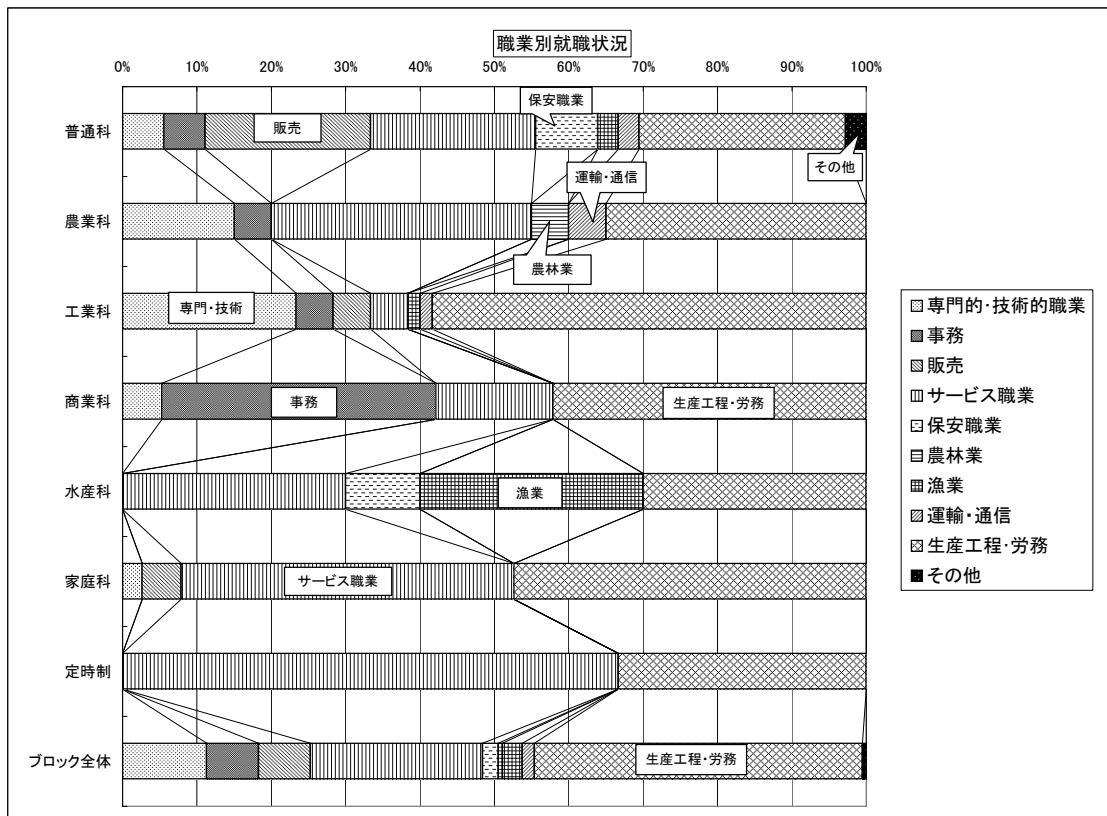 職業別就職状況
0% 10% 20% 30% 40% 50% 60% 70% 80% 90% 100%
保安職業
普通科
販売
その他
運輸・通信
農業科
農林業
工業科
専門・技術
商業科
事務
生産工程・労務
水産科
漁業
家庭科
サービス職業
定時制
ブロック全体
生産工程・労務
専門的・技術的職業
事務
販売
サービス職業
保安職業
農林業
漁業
運輸・通信
生産工程・労務
その他